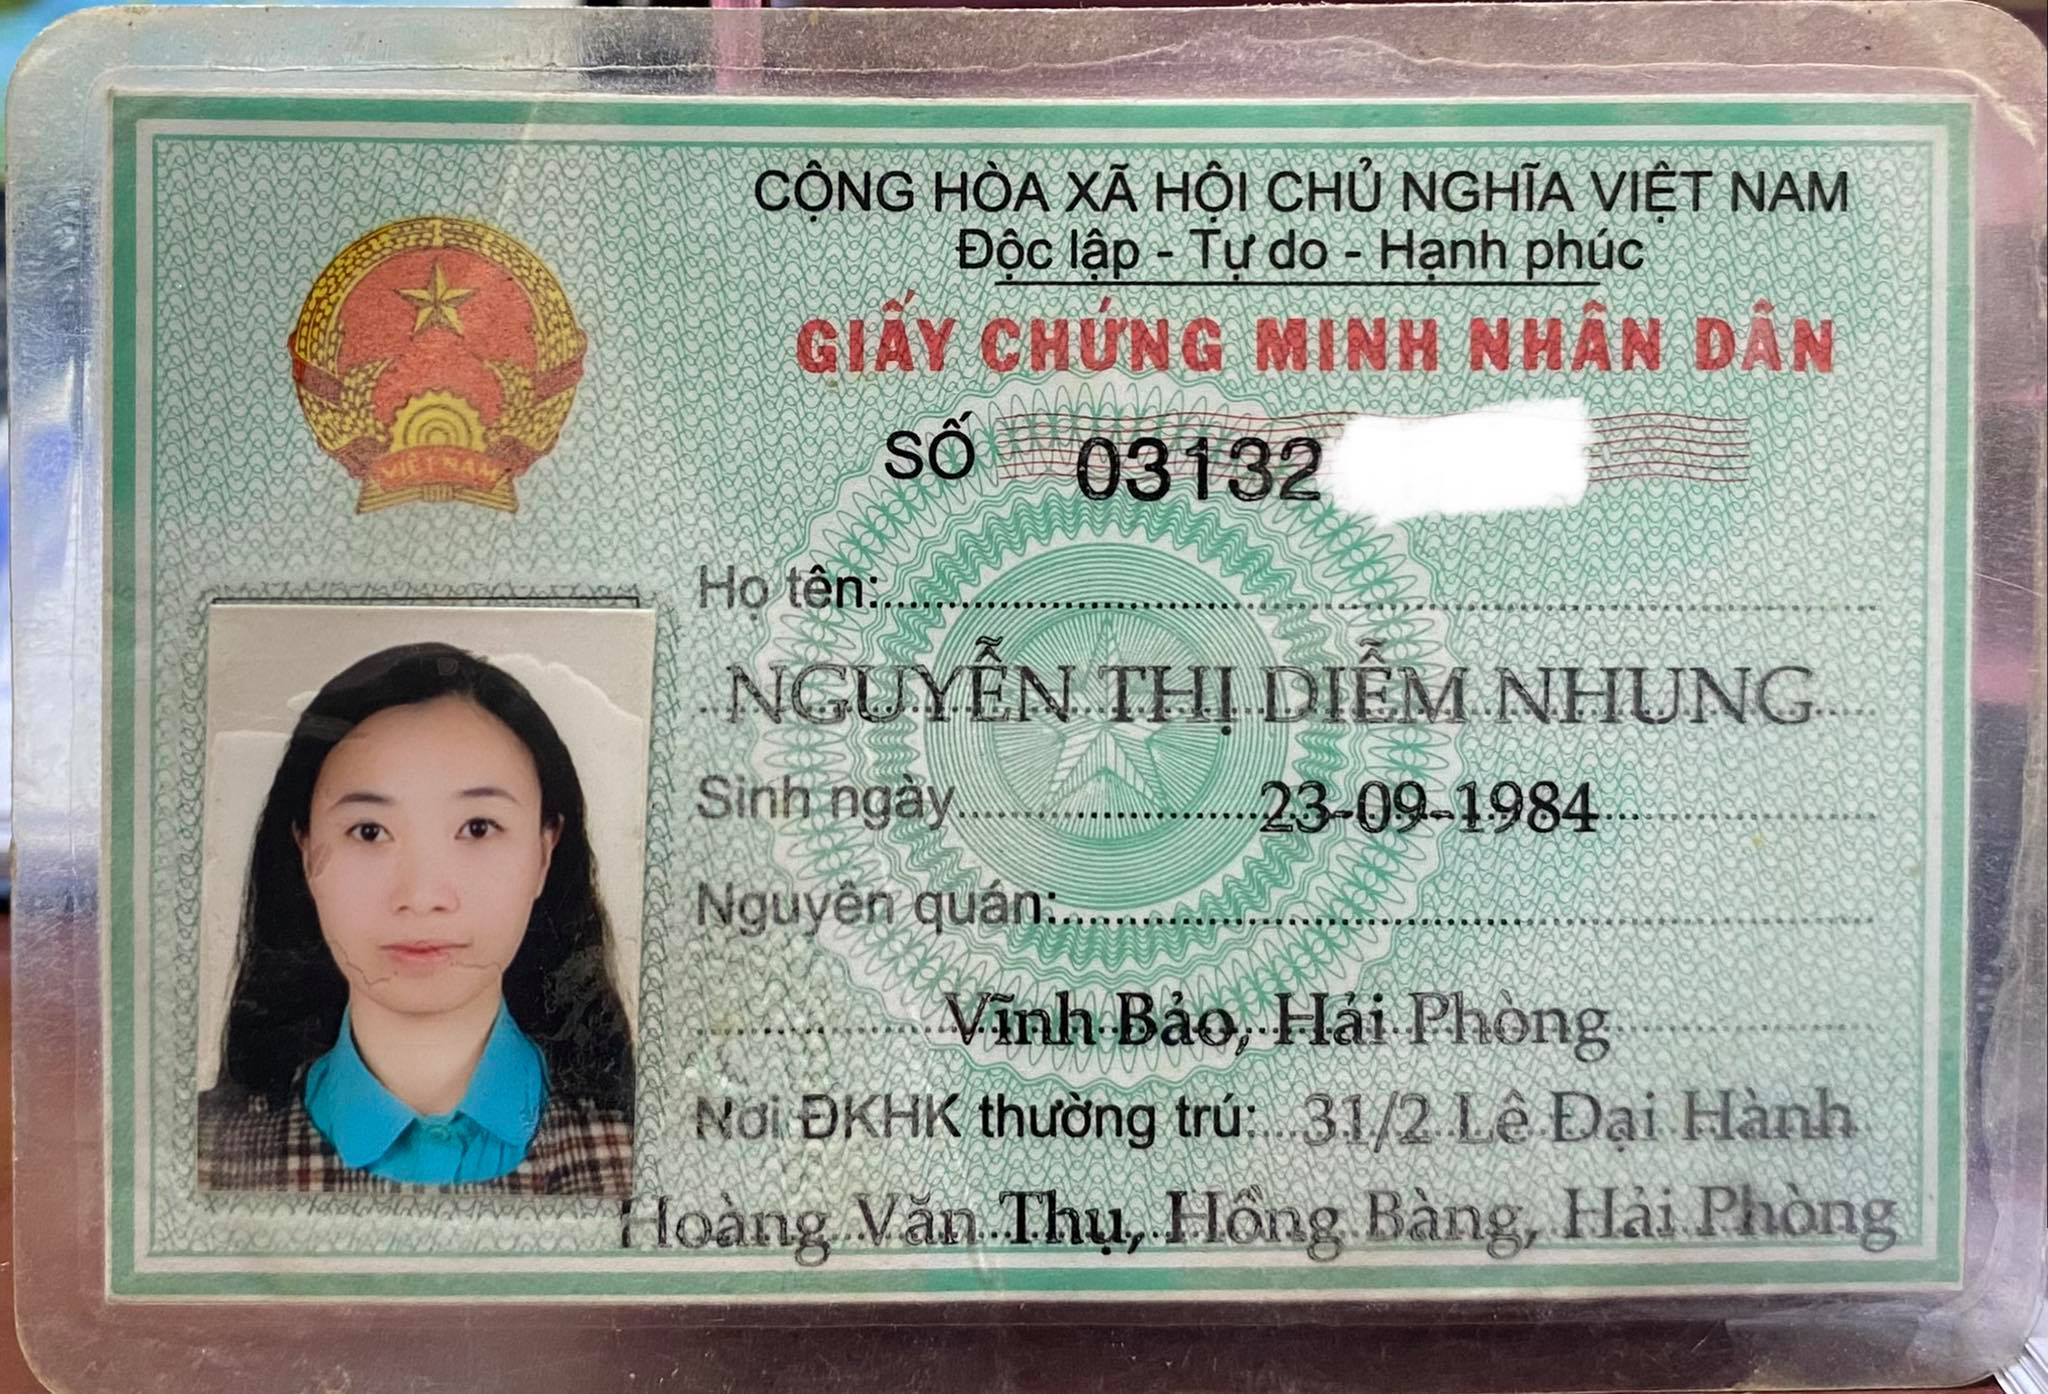 CỘNG HÒA XÃ HỘI CHỦ NGHĨA VIỆT NAM
Độc lập - Tự do - Hạnh phúc
GIẤY CHỨNG MINH NHÂN DÂN
SỐ 03132
VIỆT NAM
Họ tên:
NGUYỄN THỊ DIỄM NHUNG
Sinh ngày 23-09-1984
Nguyên quán:
Vĩnh Bảo, Hải Phòng
Nơi ĐKHK thường trú: 31/2 Lê Đại Hành
Hoàng Văn Thụ, Hồng Bàng, Hải Phòng